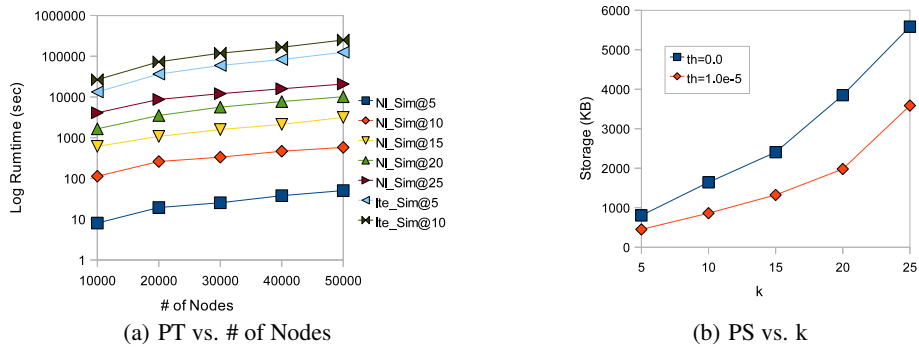 1000000
100000
10000
1000
100
10
1
Log Rumtime (sec)
10000 20000 30000 40000 50000
# of Nodes
NI_Sim@5
NI_Sim@10
NI_Sim@15
NI_Sim@20
NI_Sim@25
Ite_Sim@5
Ite_Sim@10
(a) PT vs. # of Nodes
6000
5000
4000
3000
2000
1000
0
Storage (KB)
th=0.0
th=1.0e-5
5 10 15 20 25
k
(b) PS vs. k